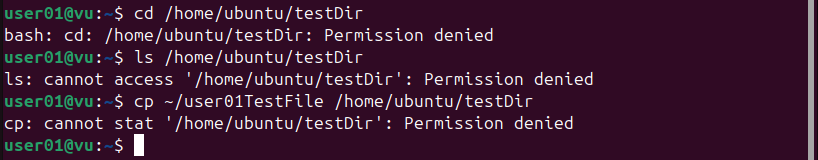 user01@vu:~$ cd /home/ubuntu/testDir
bash: cd: /home/ubuntu/testDir: Permission denied
user01@vu:~$ ls /home/ubuntu/testDir
ls: cannot access '/home/ubuntu/testDir': Permission denied
user01@vu:~$ cp ~/user01TestFile /home/ubuntu/testDir
cp: cannot stat '/home/ubuntu/testDir': Permission denied
user01@vu:~$